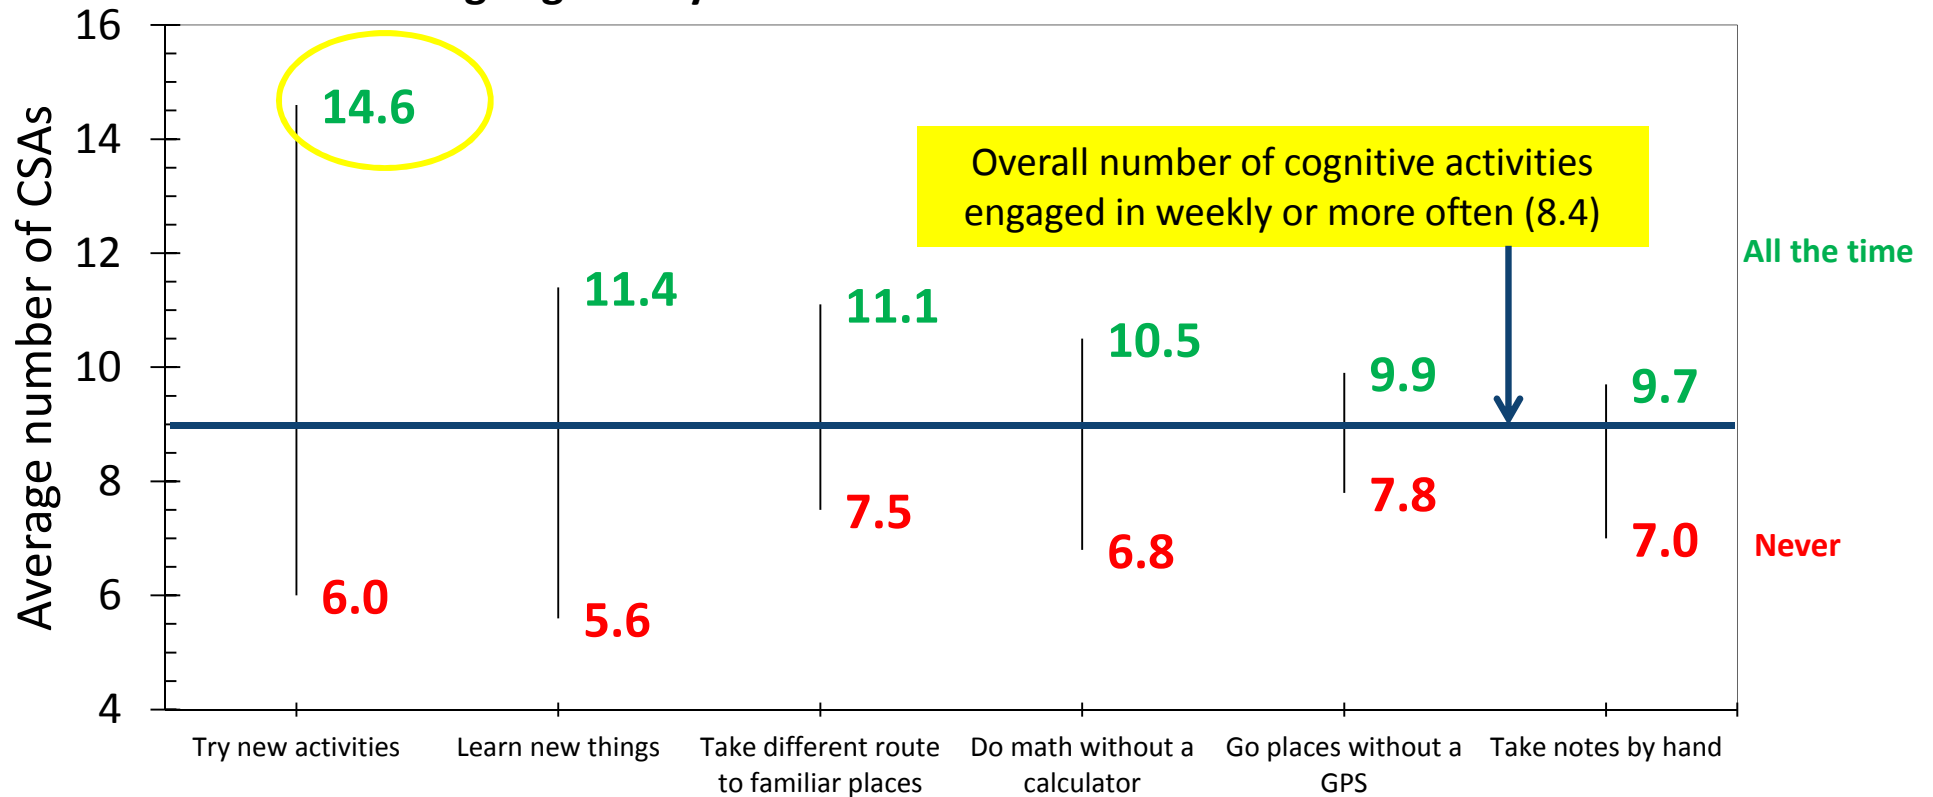 16
14
12
10
8
6
4
Average number of CSAs
14.6
11.4
11.1
10.5
9.9
9.7
6.0
5.6
7.5
6.8
7.8
7.0
Overall number of cognitive activities
engaged in weekly or more often (8.4)
All the time
Never
Try new activities
Learn new things
Take different route
to familiar places
Do math without a
calculator
Go places without a
GPS
Take notes by hand